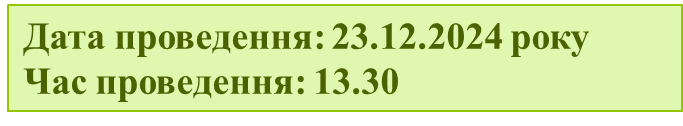 Дата проведення: 23.12.2024 року
Час проведення: 13.30